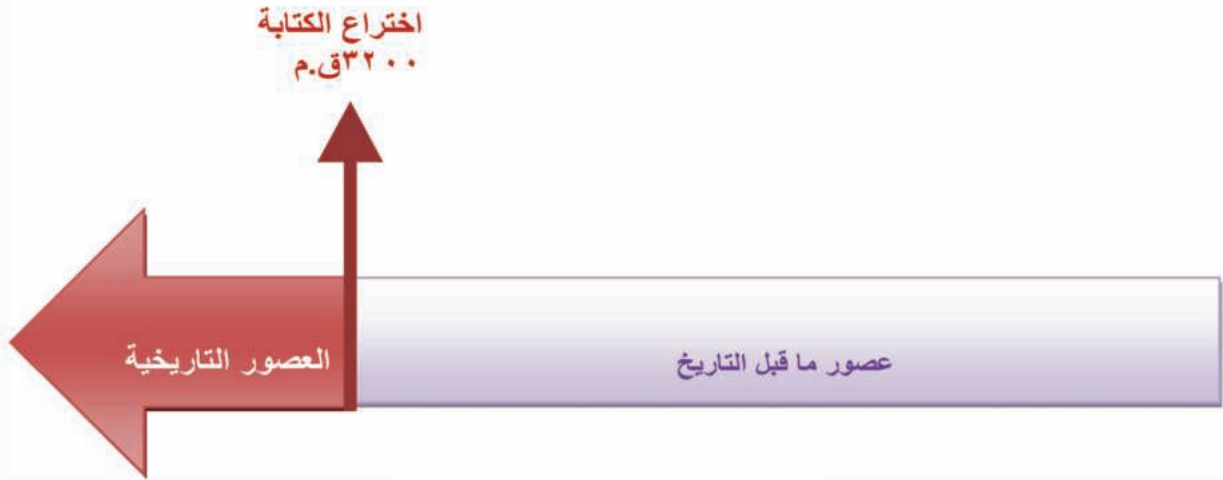 اختراع الكتابة
٣٢٠٠ق.م
عصور ما قبل التاريخ
العصور التاريخية